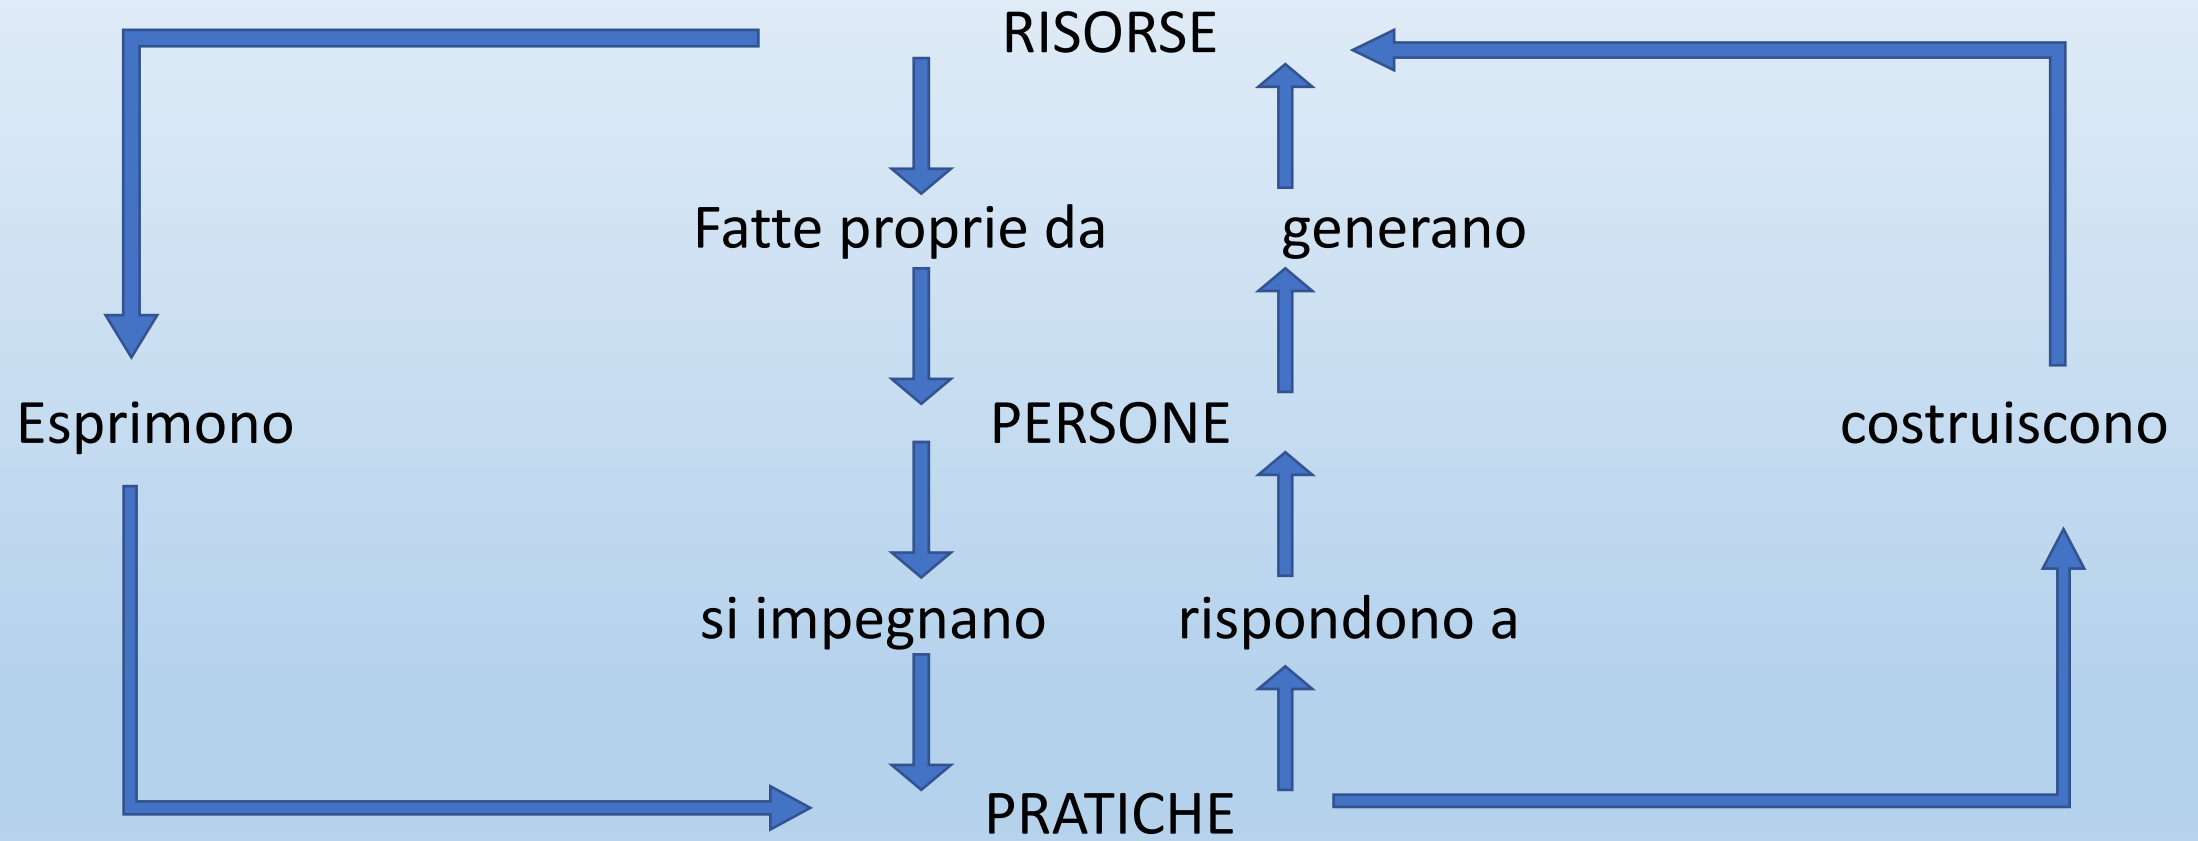 RISORSE
Fatte proprie da
generano
Esprimono
PERSONE
costruiscono
si impegnano
rispondono a
PRATICHE